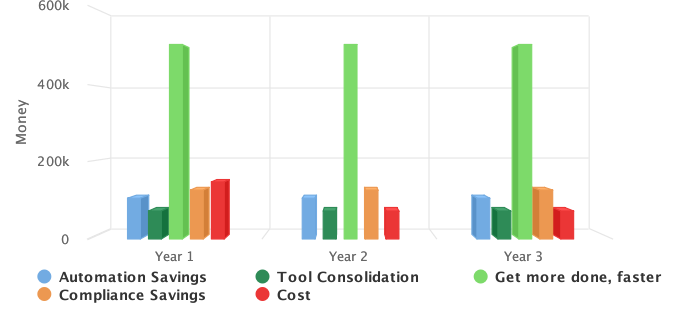 600k
400k
200k
0
Money
Year 1
Year 2
Year 3
Automation Savings
Tool Consolidation
Get more done, faster
Compliance Savings
Cost